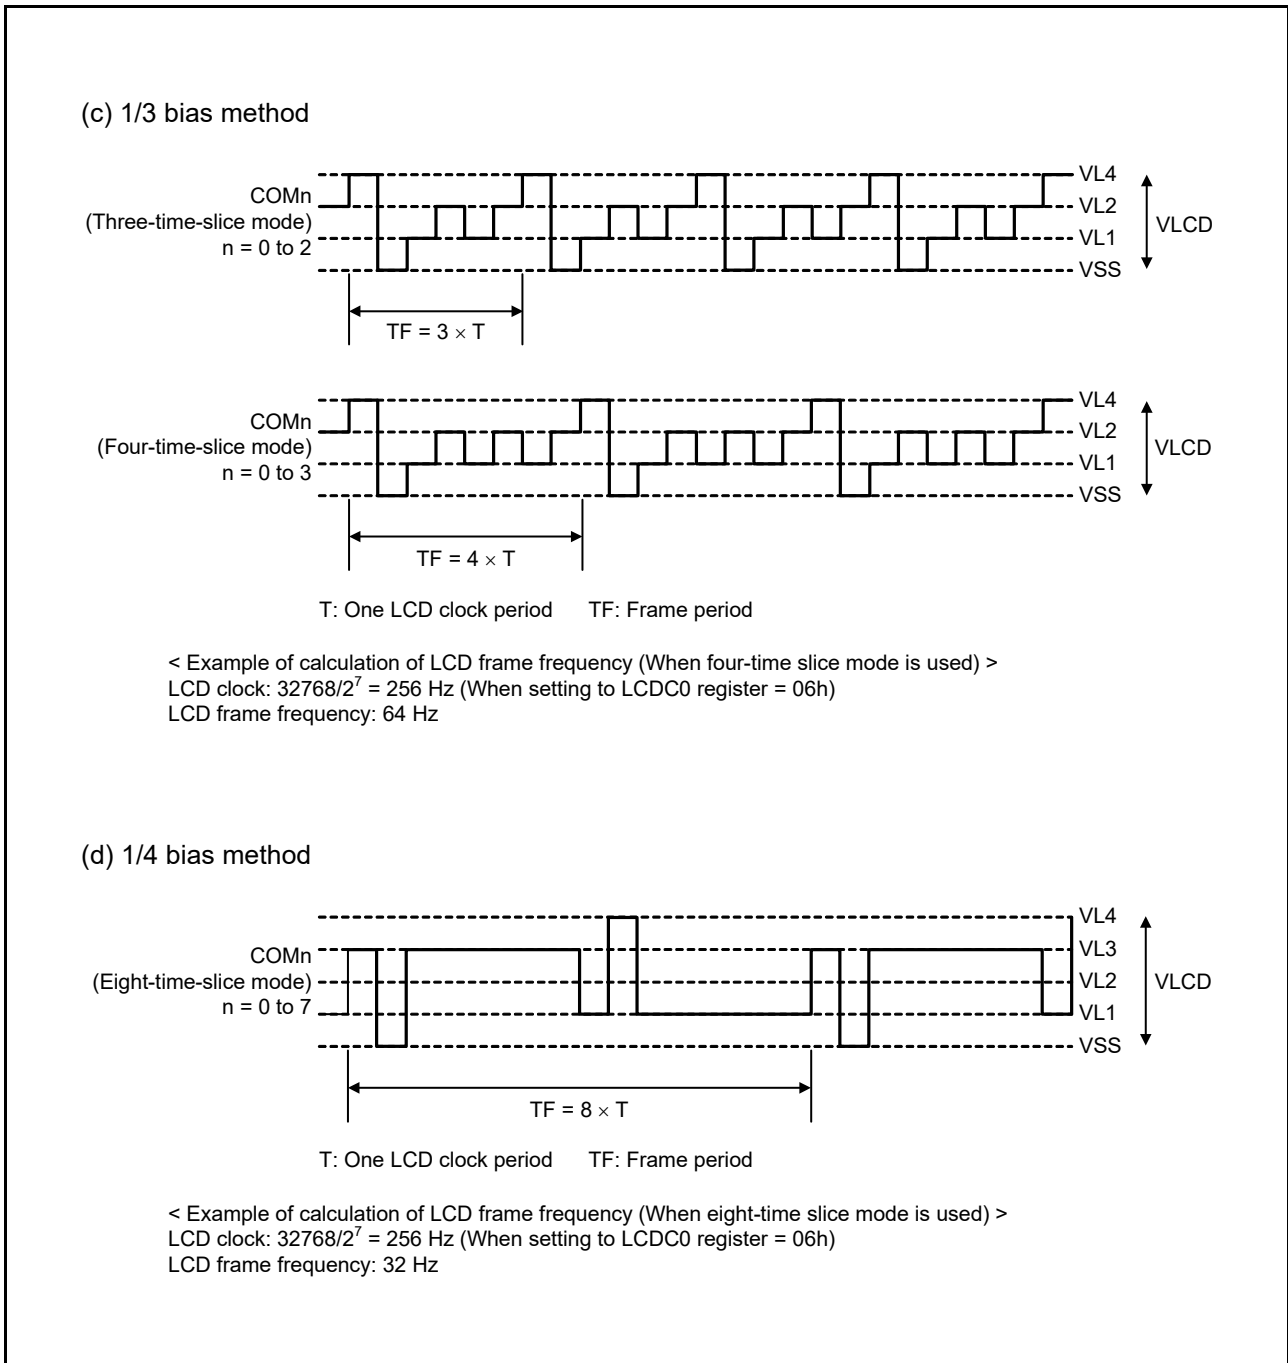 (c) 1/3 bias method
COMn
(Three-time-slice mode)
n = 0 to 2
VL4
VL2
VL1
VSS
VLCD
TF = 3 × T
COMn
(Four-time-slice mode)
n = 0 to 3
VL4
VL2
VL1
VSS
VLCD
TF = 4 × T
T: One LCD clock period TF: Frame period
< Example of calculation of LCD frame frequency (When four-time slice mode is used) >
LCD clock: 32768/2⁷ = 256 Hz (When setting to LCDC0 register = 06h)
LCD frame frequency: 64 Hz
(d) 1/4 bias method
COMn
(Eight-time-slice mode)
n = 0 to 7
VL4
VL3
VL2
VL1
VSS
VLCD
TF = 8 × T
T: One LCD clock period TF: Frame period
< Example of calculation of LCD frame frequency (When eight-time slice mode is used) >
LCD clock: 32768/2⁷ = 256 Hz (When setting to LCDC0 register = 06h)
LCD frame frequency: 32 Hz